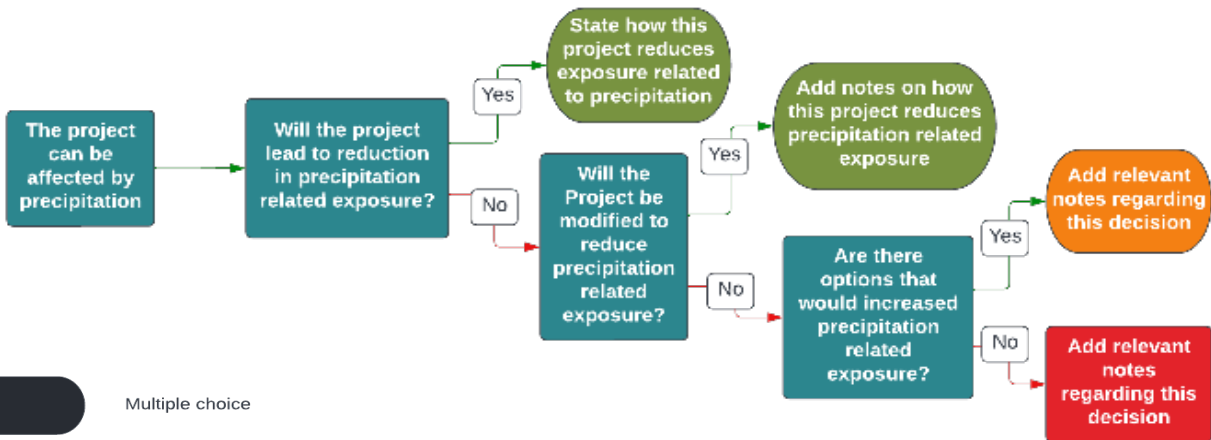 The project
can be
affected by
precipitation
Will the project
lead to reduction
in precipitation
related exposure?
Yes
State how this
project reduces
exposure related
to precipitation
No
Will the
Project be
modified to
reduce
precipitation
related
exposure?
Yes
Add notes on how
this project reduces
precipitation related
exposure
No
Are there
options that
would increased
precipitation
related
exposure?
Yes
Add relevant
notes regarding
this decision
No
Add relevant
notes
regarding this
decision
Multiple choice